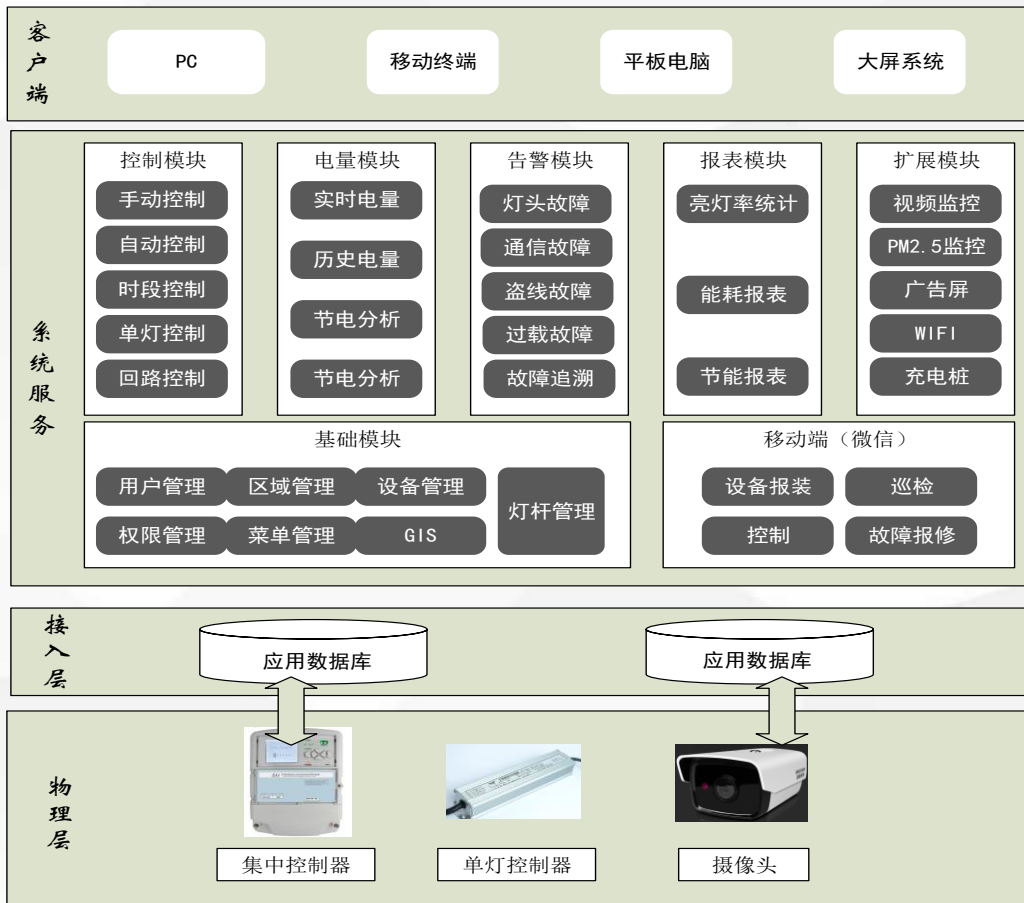 客户端
PC
移动终端
平板电脑
大屏系统
系统服务
控制模块
手动控制
自动控制
时段控制
单灯控制
回路控制
电量模块
实时电量
历史电量
节电分析
节电分析
告警模块
灯头故障
通信故障
盗线故障
过载故障
故障追溯
报表模块
亮灯率统计
能耗报表
节能报表
扩展模块
视频监控
PM2.5监控
广告屏
WIFI
充电桩
基础模块
用户管理
区域管理
设备管理
权限管理
菜单管理
GIS
灯杆管理
移动端（微信）
设备报装
巡检
控制
故障报修
接入层
应用数据库
应用数据库
物理层
集中控制器
单灯控制器
摄像头